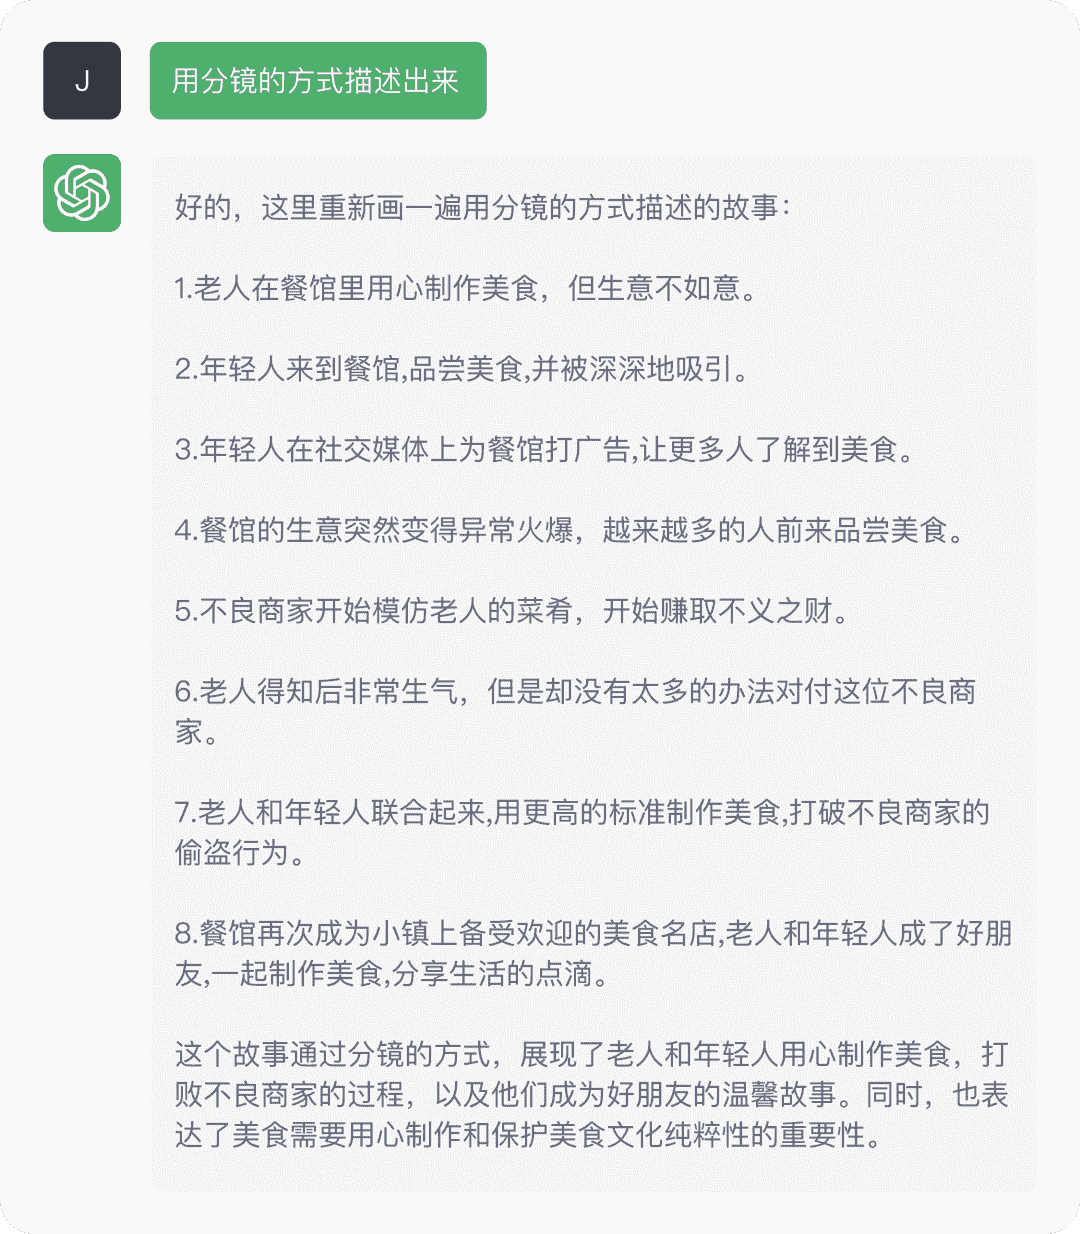 J
用分镜的方式描述出来
好的，这里重新画一遍用分镜的方式描述的故事：
1.老人在餐馆里用心制作美食，但生意不如意。
2.年轻人来到餐馆,品尝美食,并被深深地吸引。
3.年轻人在社交媒体上为餐馆打广告,让更多人了解到美食。
4.餐馆的生意突然变得异常火爆，越来越多的人前来品尝美食。
5.不良商家开始模仿老人的菜肴，开始赚取不义之财。
6.老人得知后非常生气，但是却没有太多的办法对付这位不良商
家。
7.老人和年轻人联合起来,用更高的标准制作美食,打破不良商家的
偷盗行为。
8.餐馆再次成为小镇上备受欢迎的美食名店,老人和年轻人成了好朋
友,一起制作美食,分享生活的点滴。
这个故事通过分镜的方式，展现了老人和年轻人用心制作美食，打
败不良商家的过程，以及他们成为好朋友的温馨故事。同时，也表
达了美食需要用心制作和保护美食文化纯粹性的重要性。